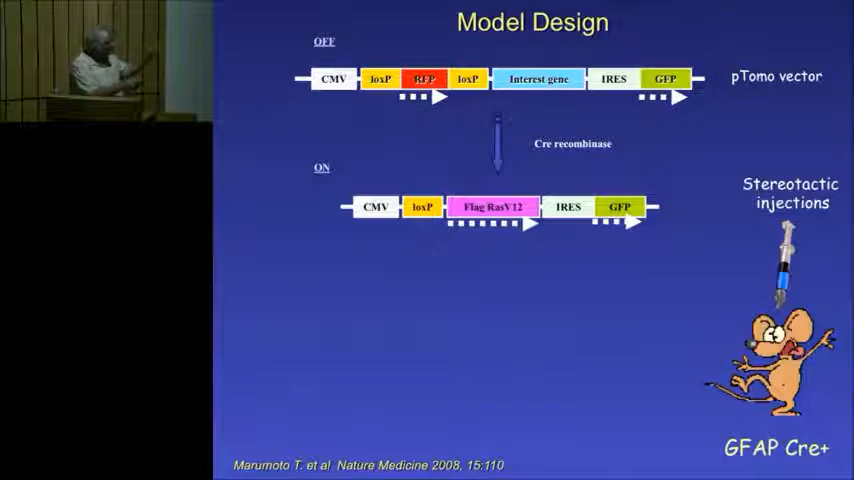 Model Design
OFF
CMV loxP RFP loxP Interest gene IRES GFP pTomo vector
Cre recombinase
ON
CMV loxP Flag RasV12 IRES GFP
Stereotactic
injections
GFAP Cre+
Marumoto T. et al Nature Medicine 2008, 15:110